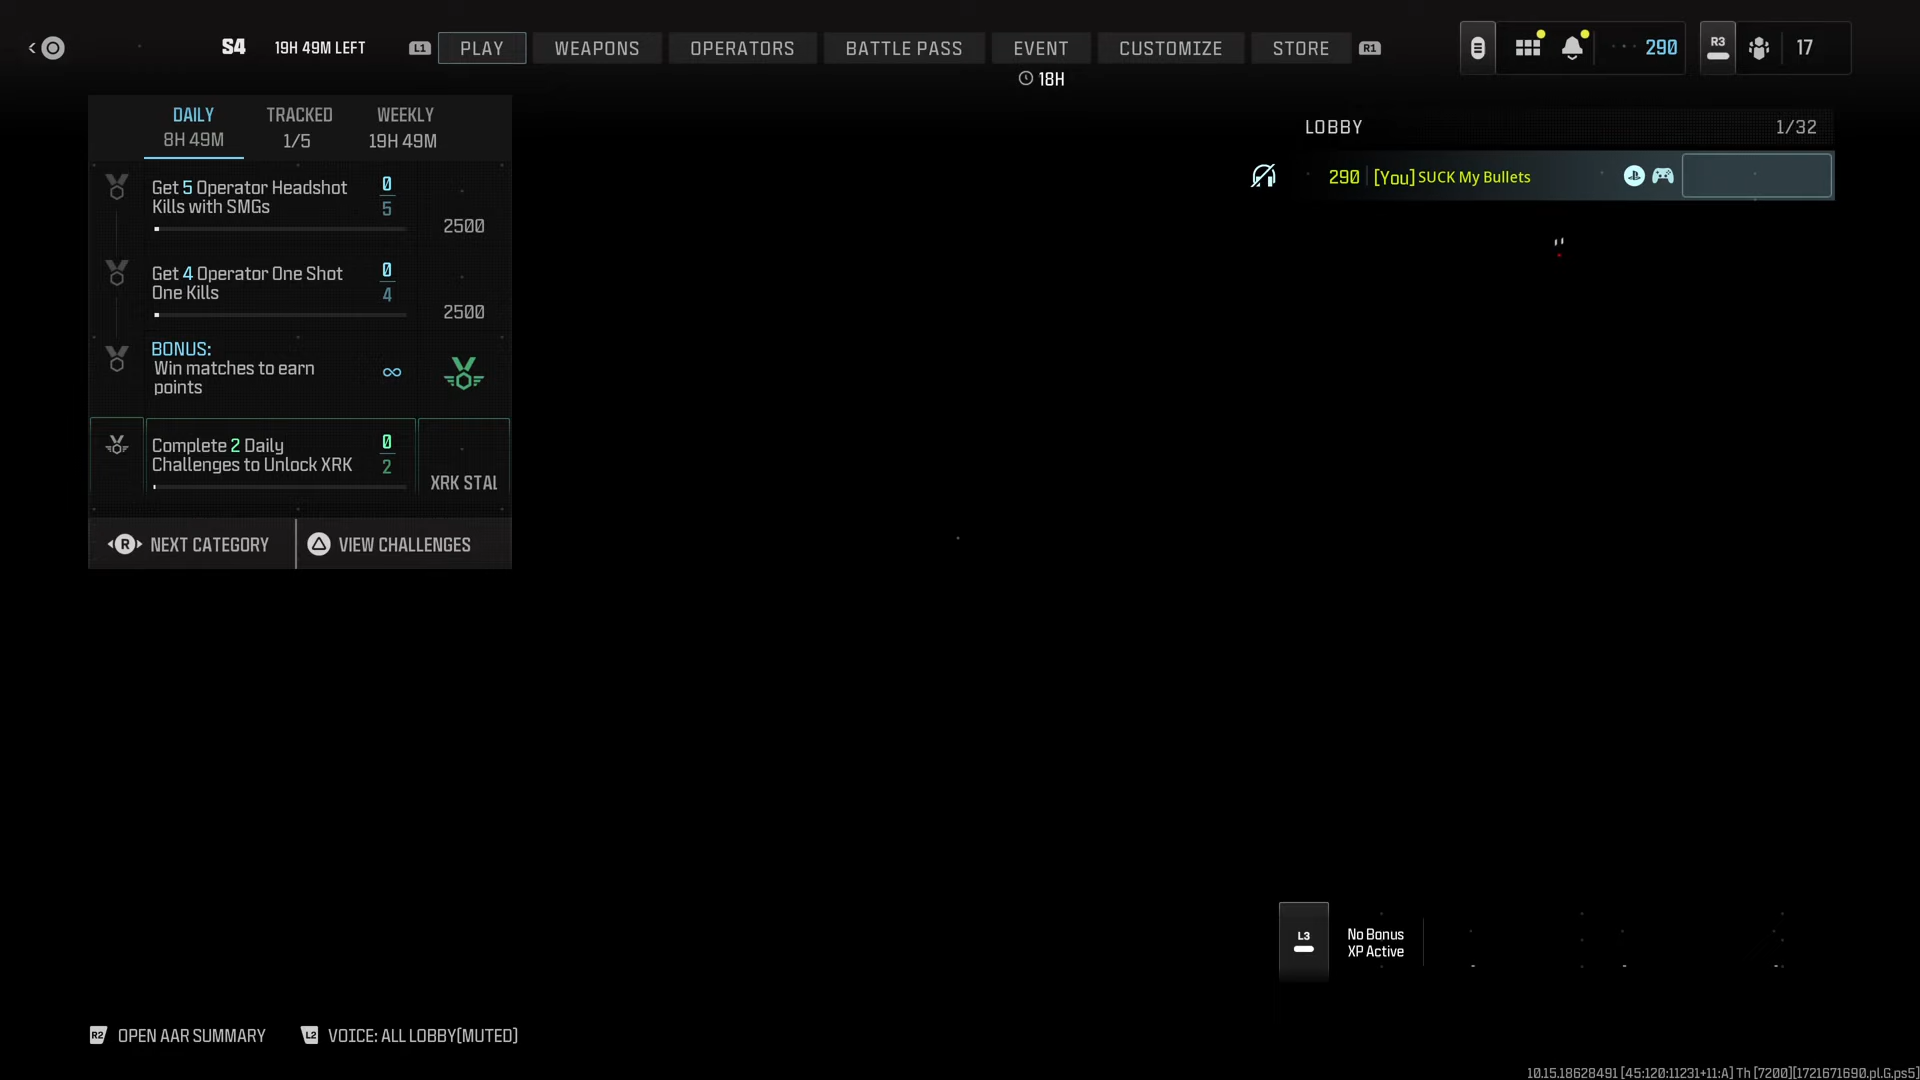 S4
19H 49M LEFT
L1
PLAY
WEAPONS
OPERATORS
BATTLE PASS
EVENT
CUSTOMIZE
STORE
R1
18H
290
R3
17
DAILY
8H 49M
TRACKED
1/5
WEEKLY
19H 49M
Get 5 Operator Headshot
Kills with SMGs
0
5
2500
Get 4 Operator One Shot
One Kills
0
4
2500
BONUS:
Win matches to earn
points
∞
Complete 2 Daily
Challenges to Unlock XRK
0
2
XRK STAL
R NEXT CATEGORY
VIEW CHALLENGES
LOBBY
1/32
290 [You] SUCK My Bullets
L3
No Bonus
XP Active
R2 OPEN AAR SUMMARY
L2 VOICE: ALL LOBBY(MUTED)
10.15.18628491 [45:120:11231+11:A] Th [7200][1721671690.pl.G.ps5]